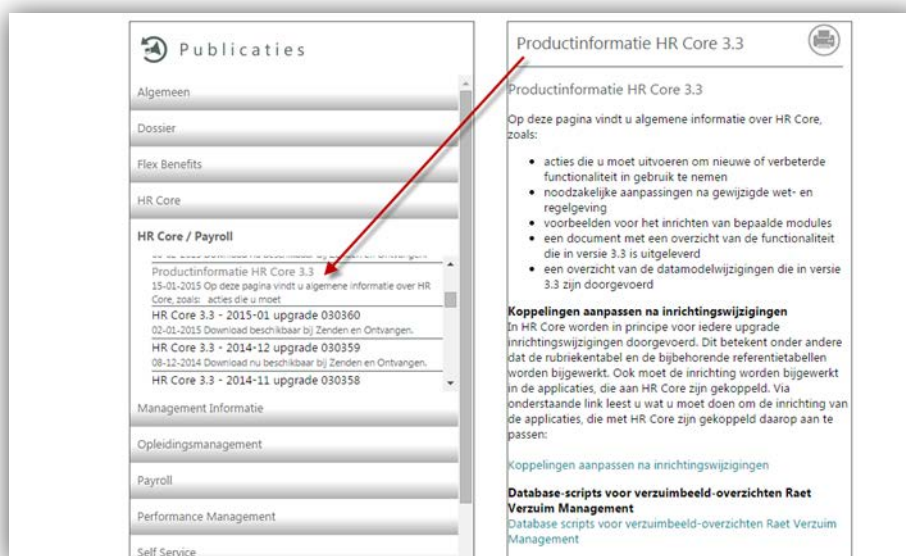 Publicaties
Algemeen
Dossier
Flex Benefits
HR Core
HR Core / Payroll
Productinformatie HR Core 3.3
15-01-2015 Op deze pagina vindt u algemene informatie over HR
Core, zoals: acties die u moet
HR Core 3.3 - 2015-01 upgrade 030360
02-01-2015 Download beschikbaar bij Zenden en Ontvangen.
HR Core 3.3 - 2014-12 upgrade 030359
08-12-2014 Download nu beschikbaar bij Zenden en Ontvangen.
HR Core 3.3 - 2014-11 upgrade 030358
Management Informatie
Opleidingsmanagement
Payroll
Performance Management
Self Service
Productinformatie HR Core 3.3
Productinformatie HR Core 3.3
Op deze pagina vindt u algemene informatie over HR Core,
zoals:
• acties die u moet uitvoeren om nieuwe of verbeterde
functionaliteit in gebruik te nemen
• noodzakelijke aanpassingen na gewijzigde wet- en
regelgeving
• voorbeelden voor het inrichten van bepaalde modules
• een document met een overzicht van de functionaliteit
die in versie 3.3 is uitgeleverd
• een overzicht van de datamodelwijzigingen die in versie
3.3 zijn doorgevoerd
Koppelingen aanpassen na inrichtingswijzigingen
In HR Core worden in principe voor iedere upgrade
inrichtingswijzigingen doorgevoerd. Dit betekent onder andere
dat de rubriekentabel en de bijbehorende referentietabellen
worden bijgewerkt. Ook moet de inrichting worden bijgewerkt
in de applicaties, die aan HR Core zijn gekoppeld. Via
onderstaande link leest u wat u moet doen om de inrichting van
de applicaties, die met HR Core zijn gekoppeld daarop aan te
passen:
Koppelingen aanpassen na inrichtingswijzigingen
Database-scripts voor verzuimbeeld-overzichten Raet
Verzuim Management
Database scripts voor verzuimbeeld-overzichten Raet Verzuim
Management